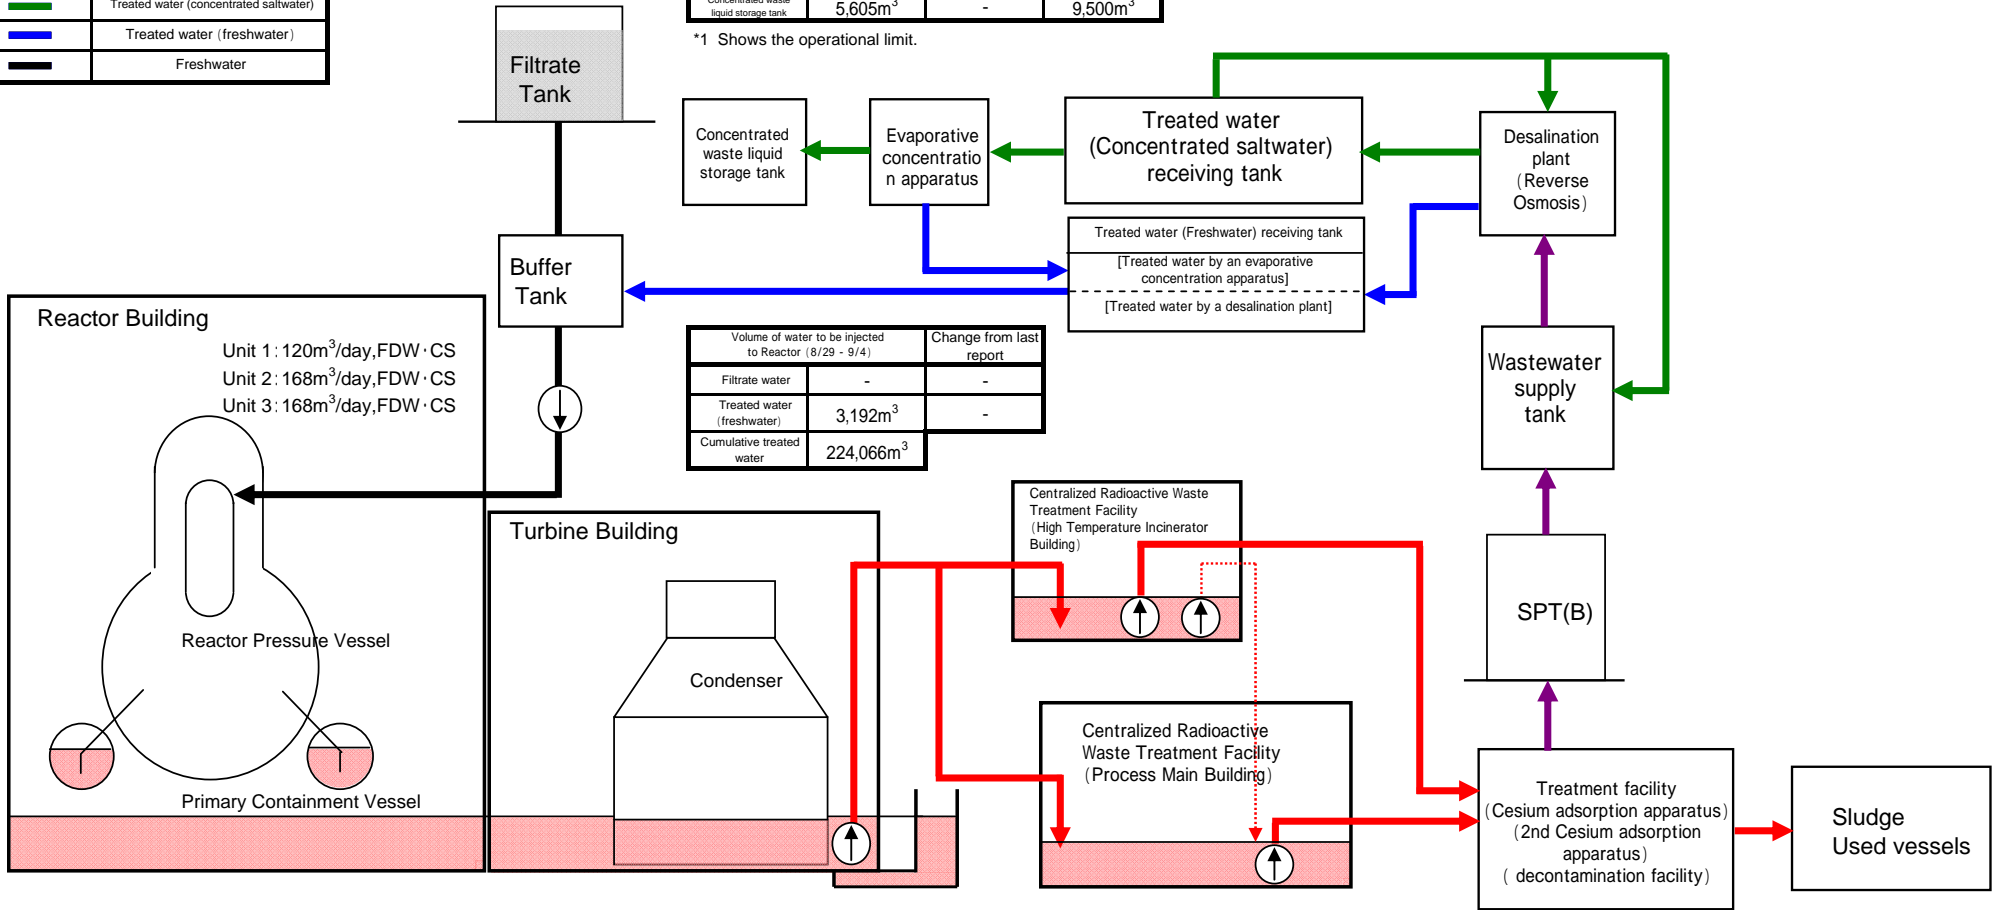 Treated water (concentrated saltwater)
Treated water (freshwater)
Freshwater
Concentrated waste
liquid storage tank
5,605m³
-
9,500m³
*1 Shows the operational limit.
Filtrate
Tank
Concentrated
waste liquid
storage tank
Evaporative
concentratio
n apparatus
Treated water
(Concentrated saltwater)
receiving tank
Desalination
plant
(Reverse
Osmosis)
Treated water (Freshwater) receiving tank
[Treated water by an evaporative
concentration apparatus]
[Treated water by a desalination plant]
Buffer
Tank
Reactor Building
Unit 1:120m³/day,FDW・CS
Unit 2:168m³/day,FDW・CS
Unit 3:168m³/day,FDW・CS
Volume of water to be injected
to Reactor (8/29 - 9/4)
Change from last
report
Filtrate water
-
-
Treated water
(freshwater)
3,192m³
-
Cumulative treated
water
224,066m³
Wastewater
supply
tank
Centralized Radioactive Waste
Treatment Facility
(High Temperature Incinerator
Building)
Turbine Building
SPT(B)
Reactor Pressure Vessel
Condenser
Centralized Radioactive
Waste Treatment Facility
(Process Main Building)
Primary Containment Vessel
Treatment facility
(Cesium adsorption apparatus)
(2nd Cesium adsorption
apparatus)
( decontamination facility)
Sludge
Used vessels